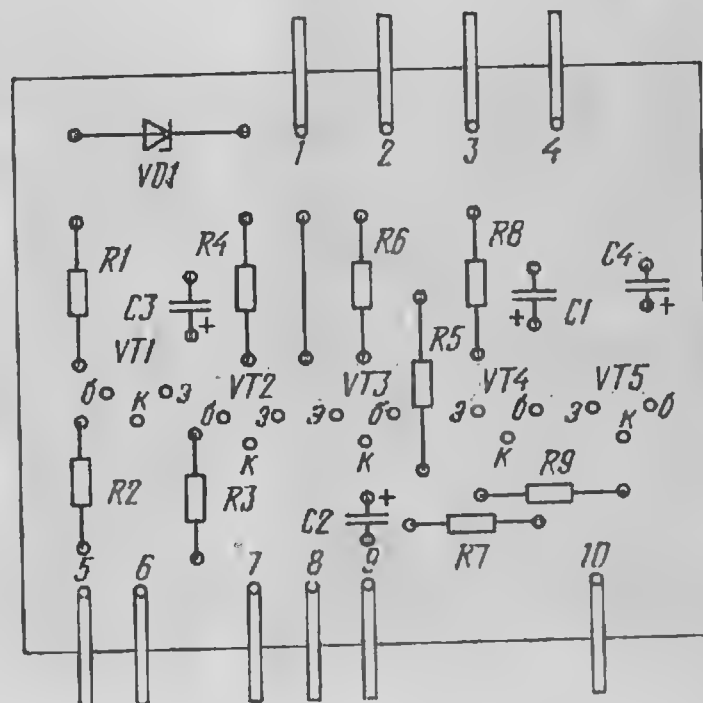 1 2 3 4
VD1
R1 R4 R6 R8 C4
C3 + + C1 +
VT1 R5
VT2 VT3 VT4 VT5
б к э б э э б э б э к б
к к к
R2 R3 C2 + R9
R7
5 6 7 8 9 10